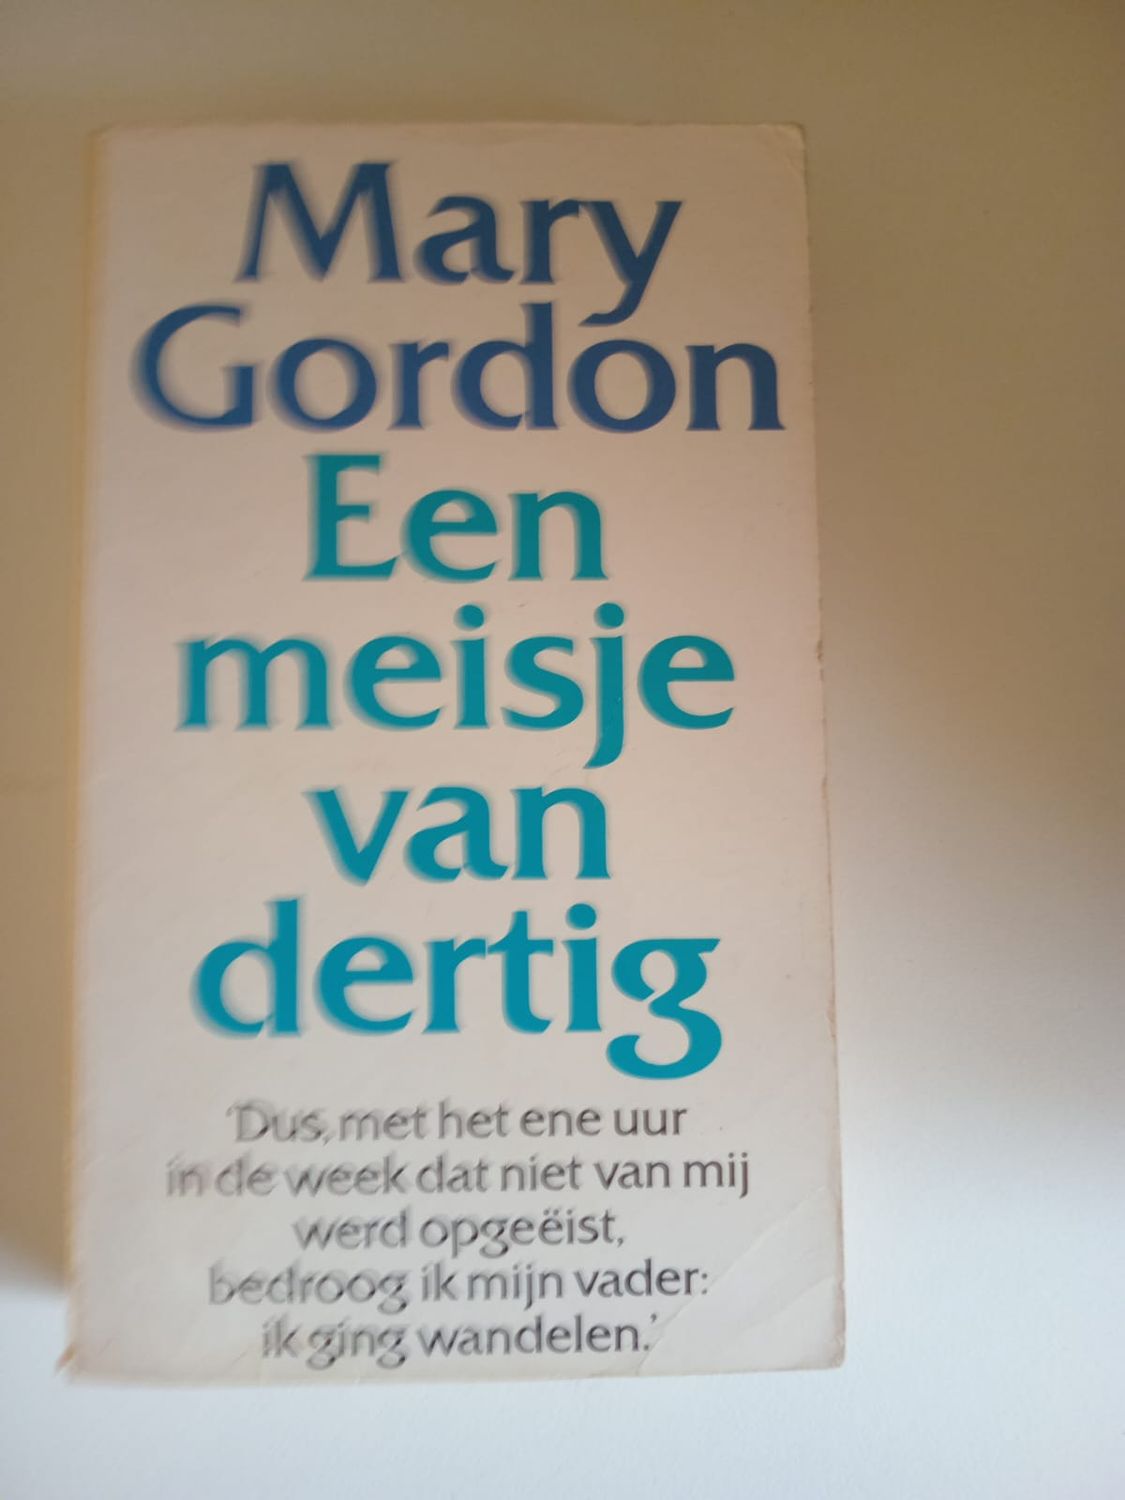 Mary
Gordon
Een
meisje
van
dertig
‘Dus, met het ene uur
in de week dat niet van mij
werd opgeëist,
bedroog ik mijn vader:
ik ging wandelen.’